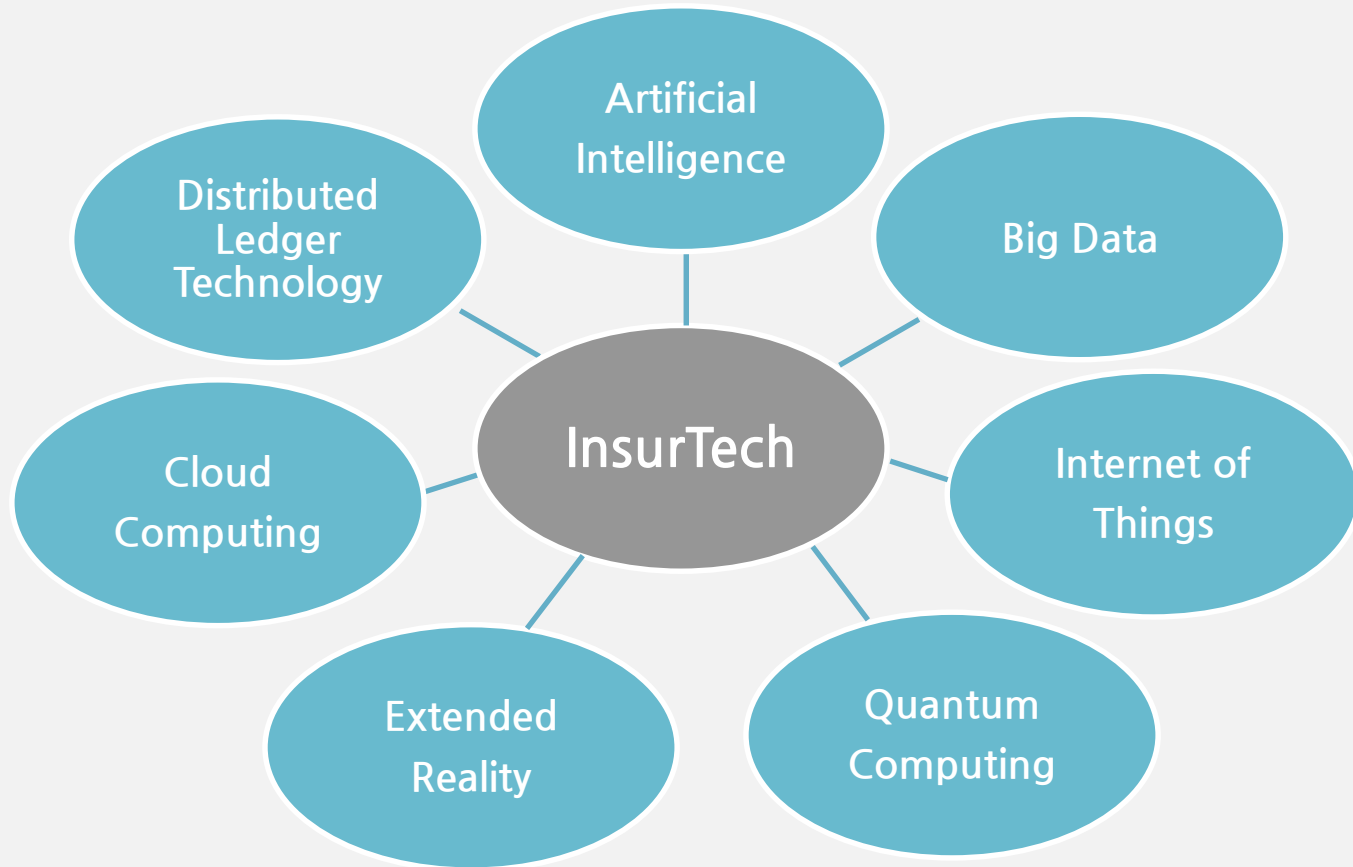 Artificial
Intelligence
Distributed
Ledger
Technology
Big Data
InsurTech
Cloud
Computing
Internet of
Things
Extended
Reality
Quantum
Computing